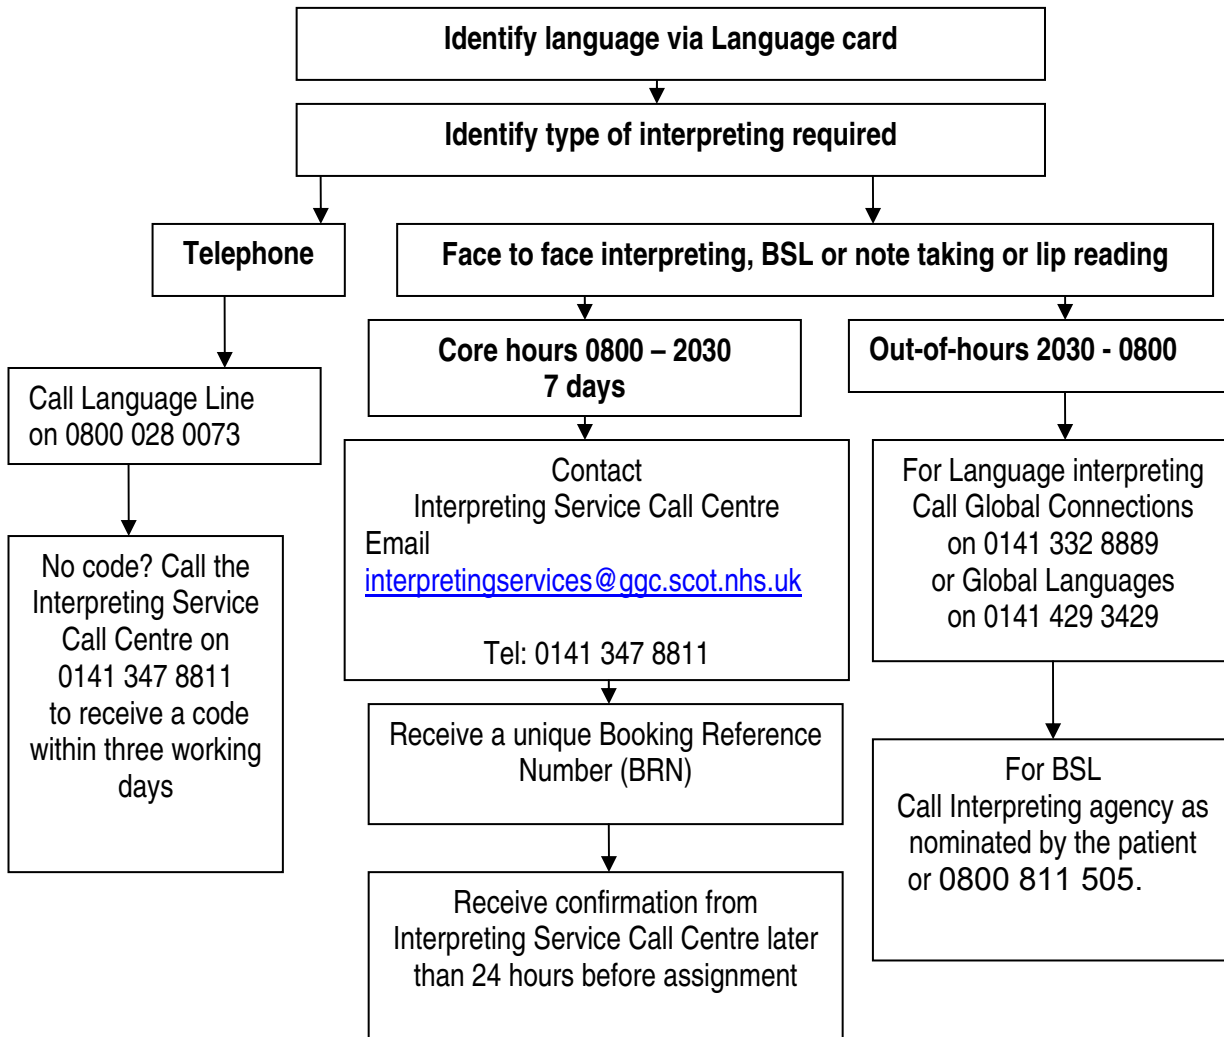 Identify language via Language card
Identify type of interpreting required
Telephone
Face to face interpreting, BSL or note taking or lip reading
Call Language Line
on 0800 028 0073
No code? Call the
Interpreting Service
Call Centre on
0141 347 8811
to receive a code
within three working
days
Core hours 0800 – 2030
7 days
Contact
Interpreting Service Call Centre
Email
interpretingservices@ggc.scot.nhs.uk
Tel: 0141 347 8811
Receive a unique Booking Reference
Number (BRN)
Receive confirmation from
Interpreting Service Call Centre later
than 24 hours before assignment
Out-of-hours 2030 - 0800
For Language interpreting
Call Global Connections
on 0141 332 8889
or Global Languages
on 0141 429 3429
For BSL
Call Interpreting agency as
nominated by the patient
or 0800 811 505.